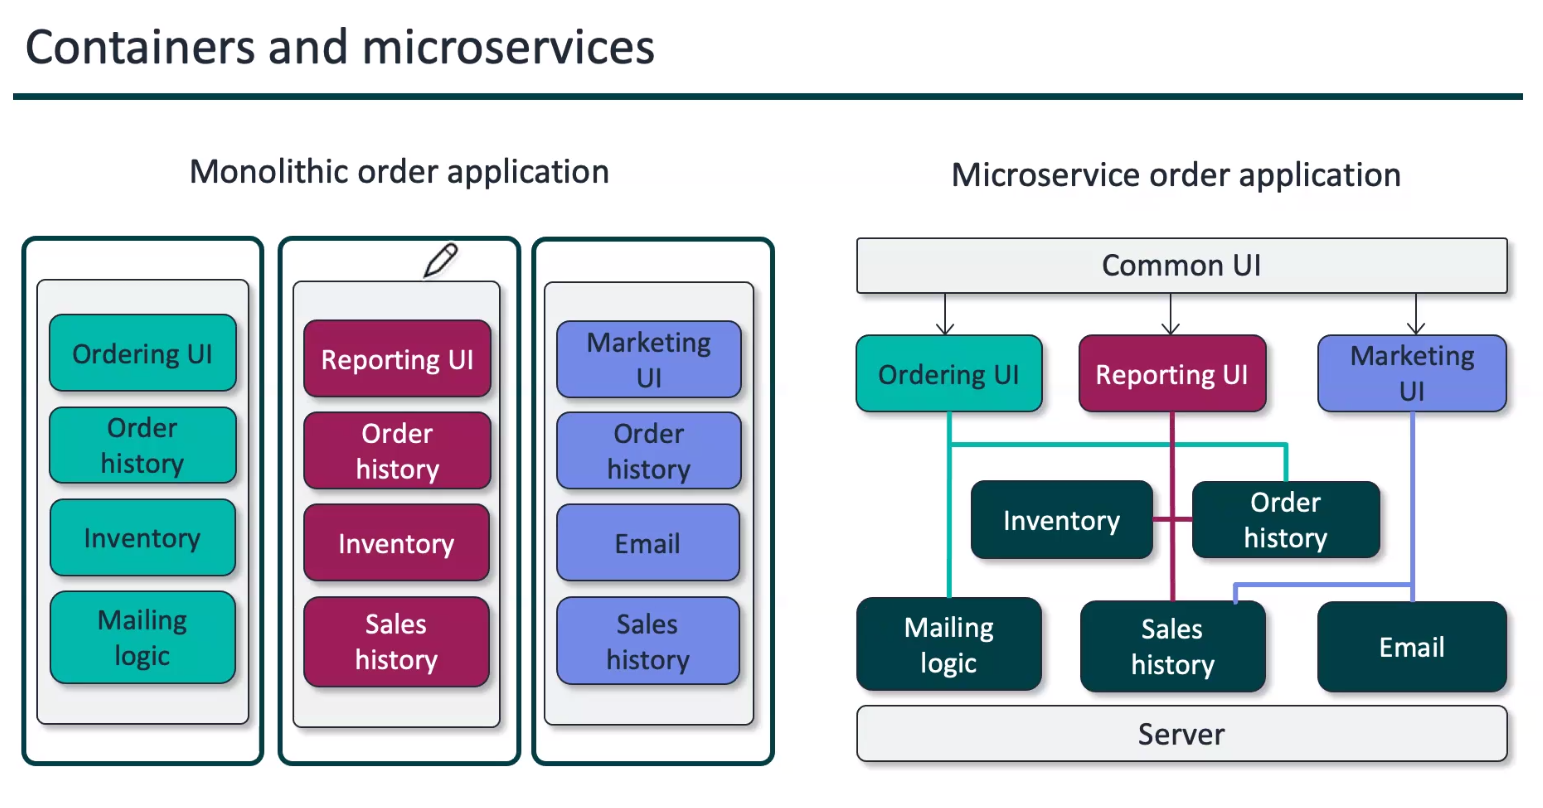 Containers and microservices
Monolithic order application
Ordering UI
Order
history
Inventory
Mailing
logic
Reporting UI
Order
history
Inventory
Sales
history
Marketing
UI
Order
history
Email
Sales
history
Microservice order application
Common UI
Ordering UI
Reporting UI
Marketing
UI
Inventory
Order
history
Mailing
logic
Sales
history
Email
Server